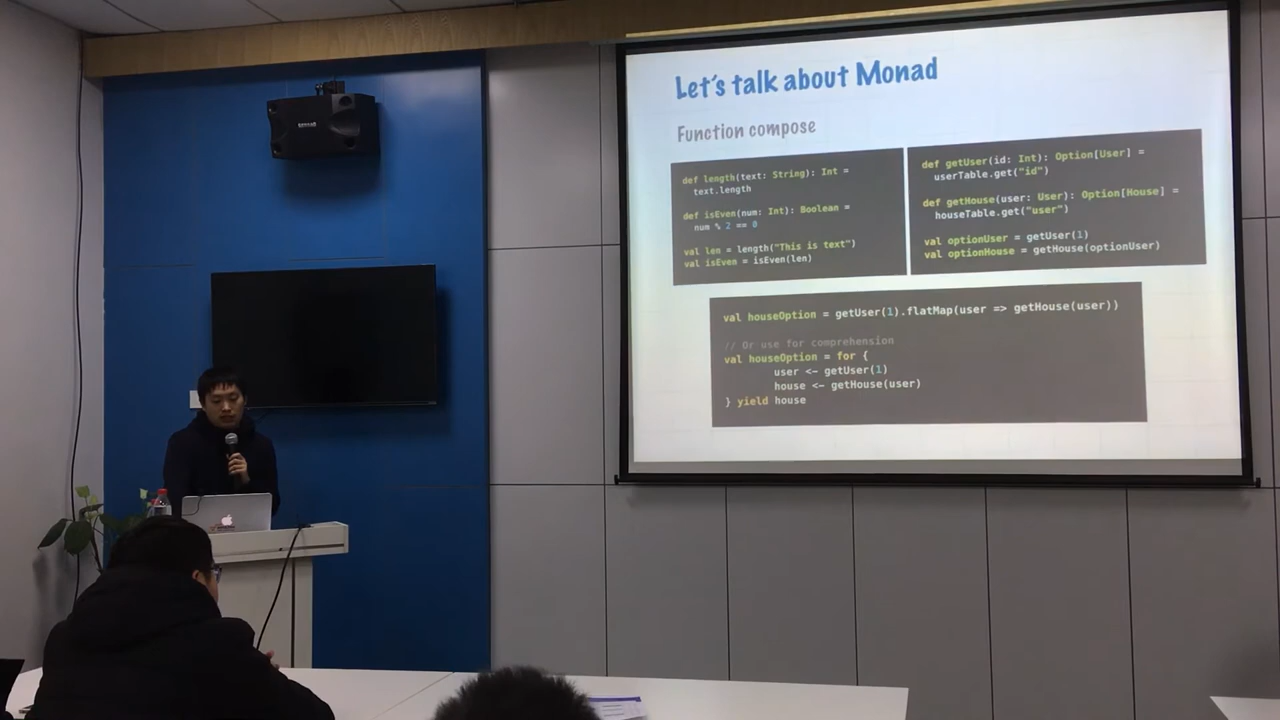 Let's talk about Monad
Function compose
def length(text: String): Int =
text.length
def isEven(num: Int): Boolean =
num % 2 == 0
val len = length("This is text")
val isEven = isEven(len)
def getUser(id: Int): Option[User] =
userTable.get("id")
def getHouse(user: User): Option[House] =
houseTable.get("user")
val optionUser = getUser(1)
val optionHouse = getHouse(optionUser)
val houseOption = getUser(1).flatMap(user => getHouse(user))
// Or use for comprehension
val houseOption = for {
user <- getUser(1)
house <- getHouse(user)
} yield house